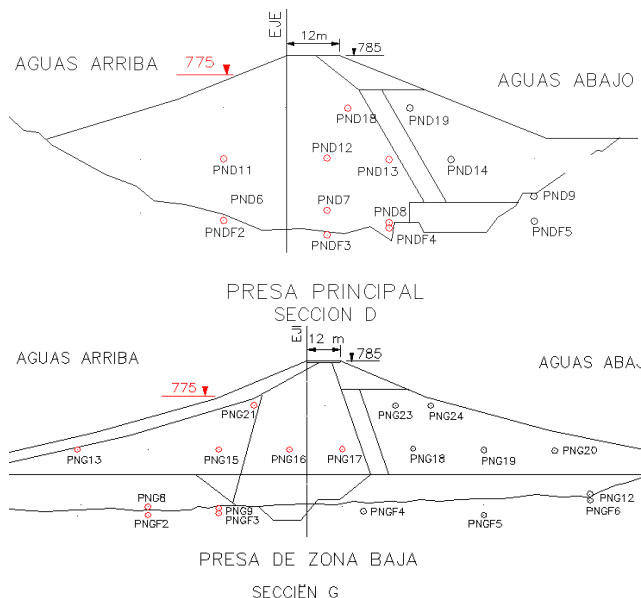 EJE
12m
785
AGUAS ARRIBA
775
AGUAS ABAJO
PND18
PND19
PND11
PND12
PND13
PND14
PND6
PND7
PND8
PND9
PNDF2
PNDF3
PNDF4
PNDF5
PRESA PRINCIPAL
SECCION D
EJI
12 m
785
AGUAS ARRIBA
AGUAS ABAJ
775
PNG21
PNG23
PNG24
PNG13
PNG15
PNG16
PNG17
PNG18
PNG19
PNG20
PNG8
PNG9
PNG12
PNGF2
PNGF3
PNGF4
PNGF5
PNGF6
PRESA DE ZONA BAJA
SECCIËN G